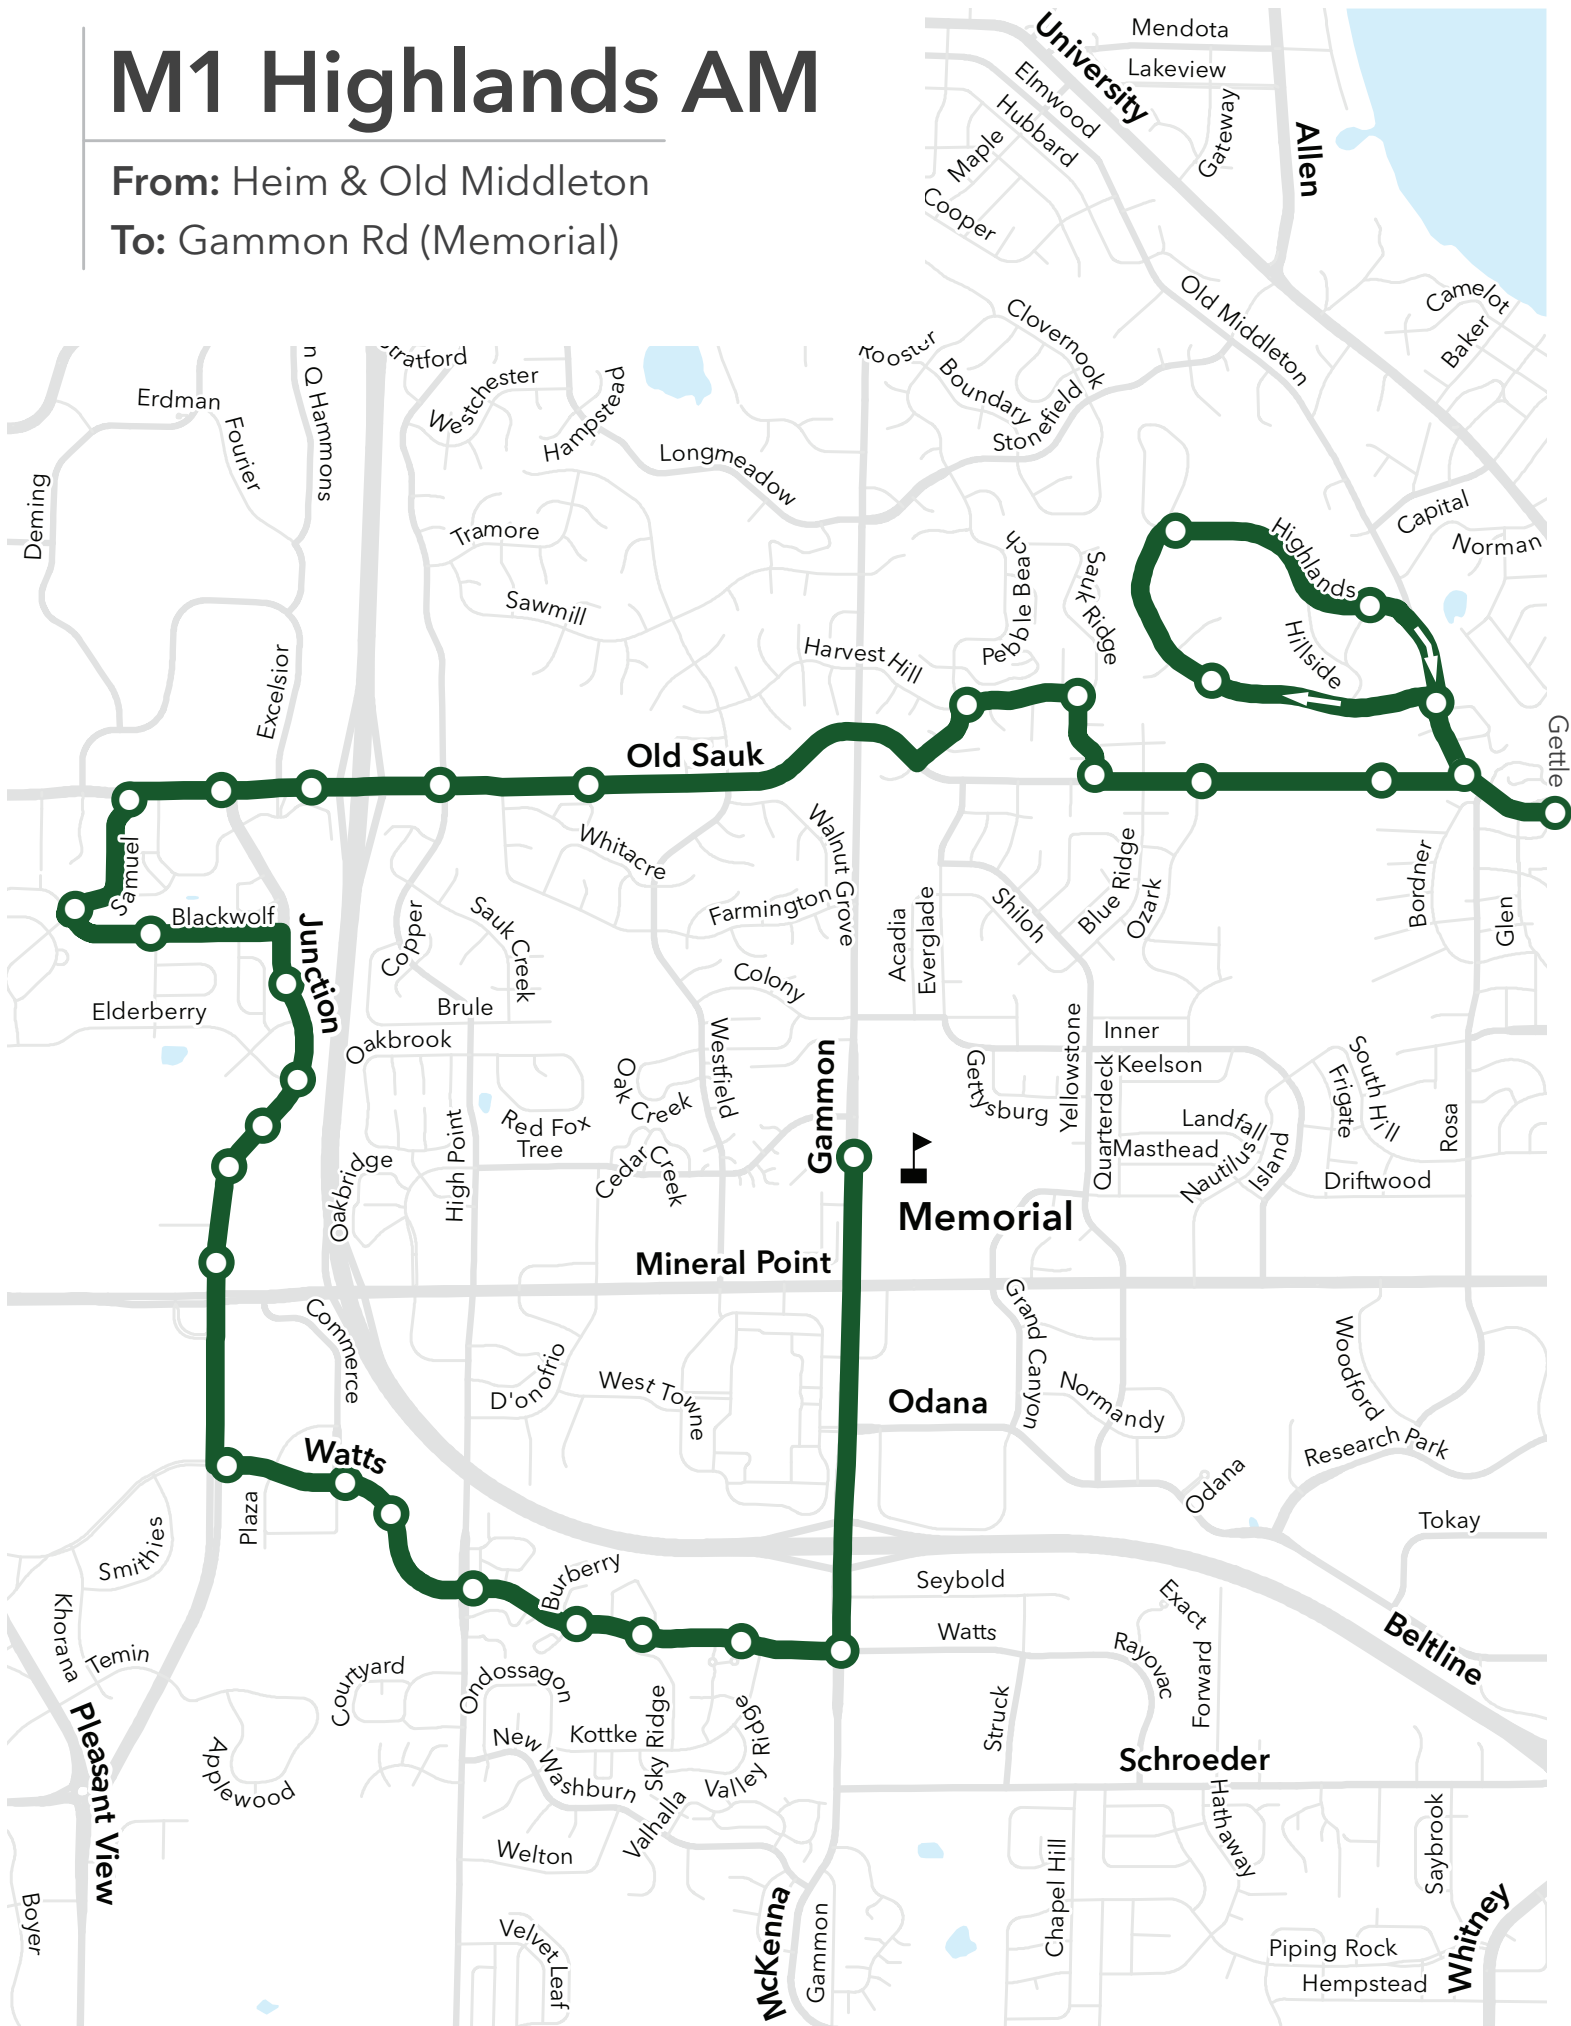 M1 Highlands AM
From: Heim & Old Middleton
To: Gammon Rd (Memorial)
Mendota
University
Lakeview
Elmwood
Hubbard
Gateway
Allen
Maple
Cooper
Old Middleton
Camelot
Baker
Clovernook
Rooster
Boundary
Stonefield
Stratford
Westchester
Hampstead
Longmeadow
Erdman
Fourier
n Q Hammons
Deming
Tramore
Sawmill
Excelsior
Capital
Norman
Highlands
Hillside
Pebble Beach
Sauk Ridge
Harvest Hill
Gettle
Old Sauk
Samuel
Blackwolf
Junction
Whitacre
Walnut Grove
Farmington
Copper
Sauk Creek
Colony
Acadia
Everglade
Shiloh
Blue Ridge
Ozark
Bordner
Glen
Elderberry
Brule
Oakbrook
Westfield
Oak Creek
Red Fox
Tree
Cedar Creek
High Point
Oakbridge
Gammon
Gettysburg
Yellowstone
Inner
Keelson
Quarterdeck
Landfall
Masthead
Nautilus
Island
South Hill
Frigate
Driftwood
Rosa
Memorial
Mineral Point
Commerce
D'onofrio
West Towne
Odana
Grand Canyon
Normandy
Woodford
Research Park
Odana
Tokay
Watts
Plaza
Smithies
Khorana
Temin
Burberry
Seybold
Watts
Exact
Rayovac
Forward
Struck
Beltline
Courtyard
Ondossagon
Kottke
Sky Ridge
Valley Ridge
New Washburn
Valhalla
Applewood
Pleasant View
Schroeder
Hathaway
Saybrook
Welton
Chapel Hill
Boyer
Velvet Leaf
McKenna
Gammon
Piping Rock
Hempstead
Whitney